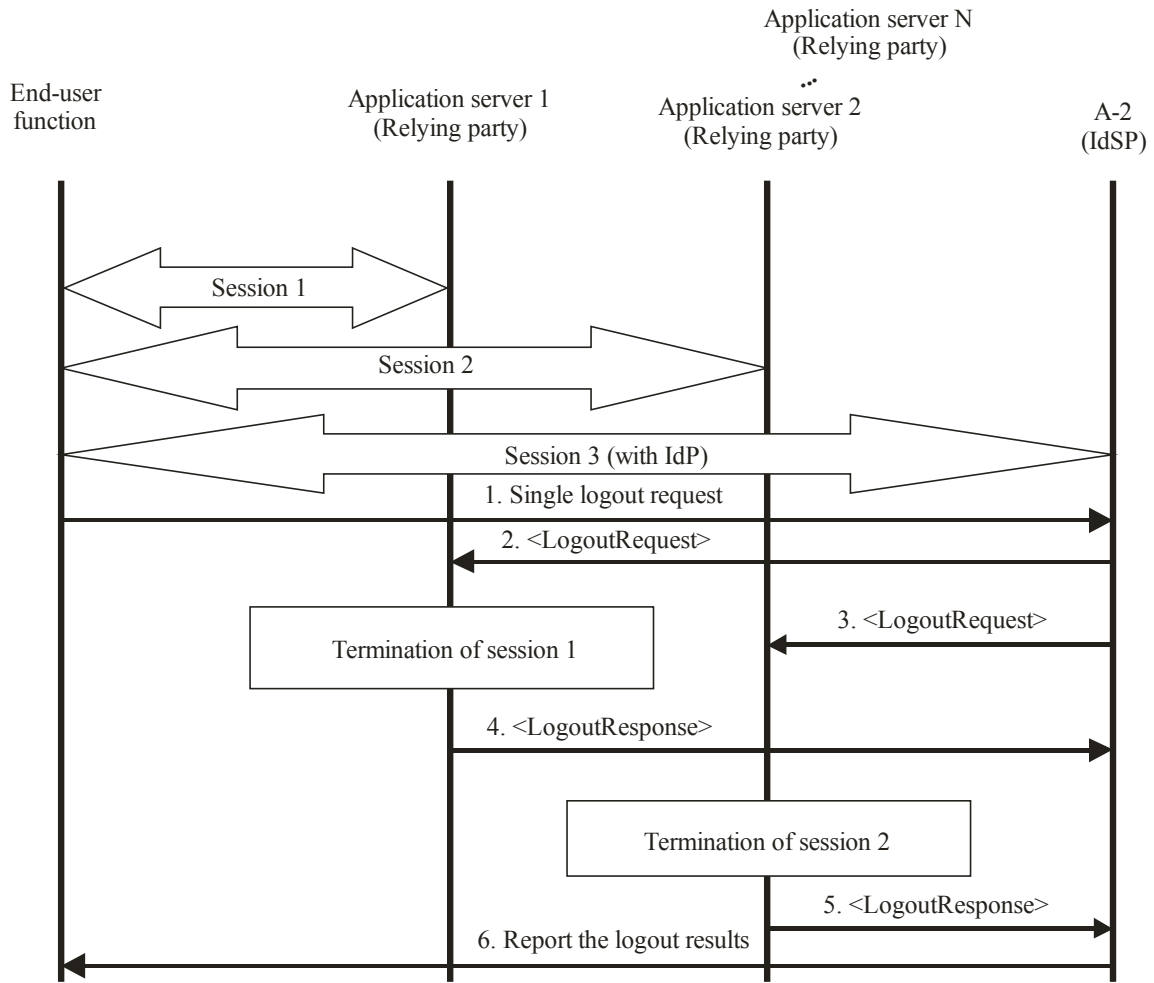 Application server N
(Relying party)
...
End-user
function
Application server 1
(Relying party)
Application server 2
(Relying party)
A-2
(IdSP)
Session 1
Session 2
Session 3 (with IdP)
1. Single logout request
2. <LogoutRequest>
3. <LogoutRequest>
Termination of session 1
4. <LogoutResponse>
Termination of session 2
5. <LogoutResponse>
6. Report the logout results